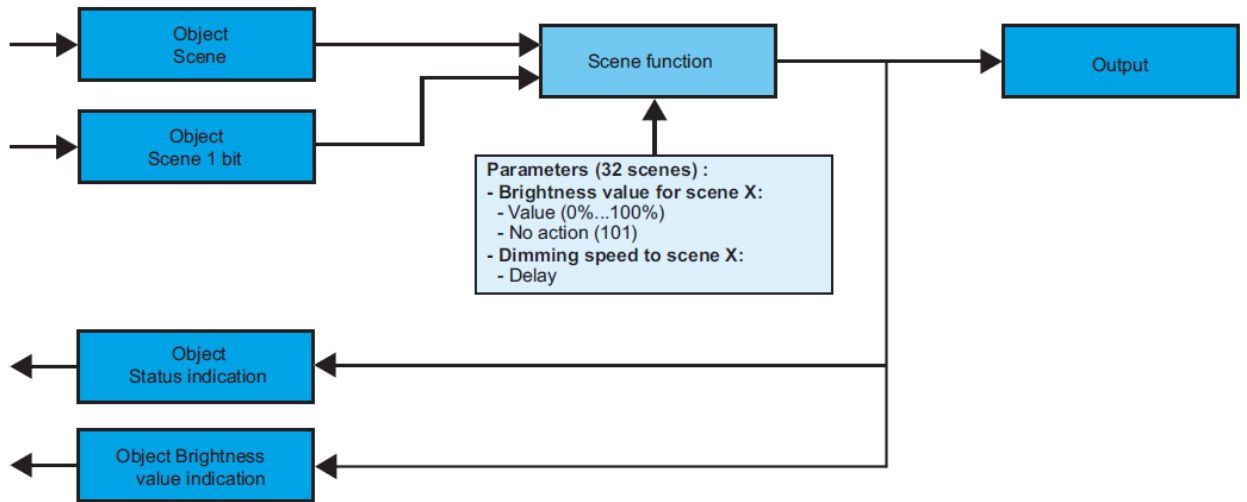 Object
Scene
Scene function
Output
Object
Scene 1 bit
Parameters (32 scenes) :
- Brightness value for scene X:
- Value (0%...100%)
- No action (101)
- Dimming speed to scene X:
- Delay
Object
Status indication
Object Brightness
value indication